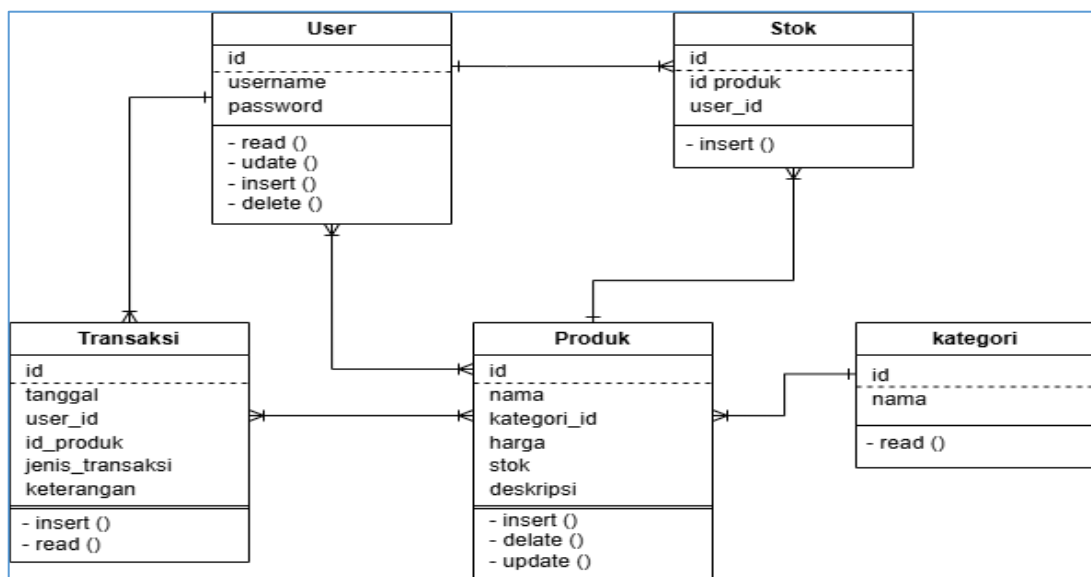 User
id
username
password
- read ()
- udate ()
- insert ()
- delete ()
Stok
id
id produk
user_id
- insert ()
Transaksi
id
tanggal
user_id
id_produk
jenis_transaksi
keterangan
- insert ()
- read ()
Produk
id
nama
kategori_id
harga
stok
deskripsi
- insert ()
- delate ()
- update ()
kategori
id
nama
- read ()